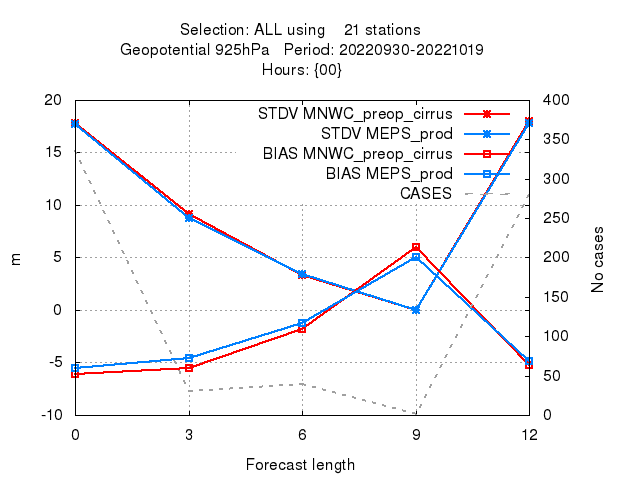 Selection: ALL using 21 stations
Geopotential 925hPa Period: 20220930-20221019
Hours: {00}
STDV MNWC_preop_cirrus
STDV MEPS_prod
BIAS MNWC_preop_cirrus
BIAS MEPS_prod
CASES
20
15
10
5
0
-5
-10
m
400
350
300
250
200
150
100
50
0
No cases
0 3 6 9 12
Forecast length